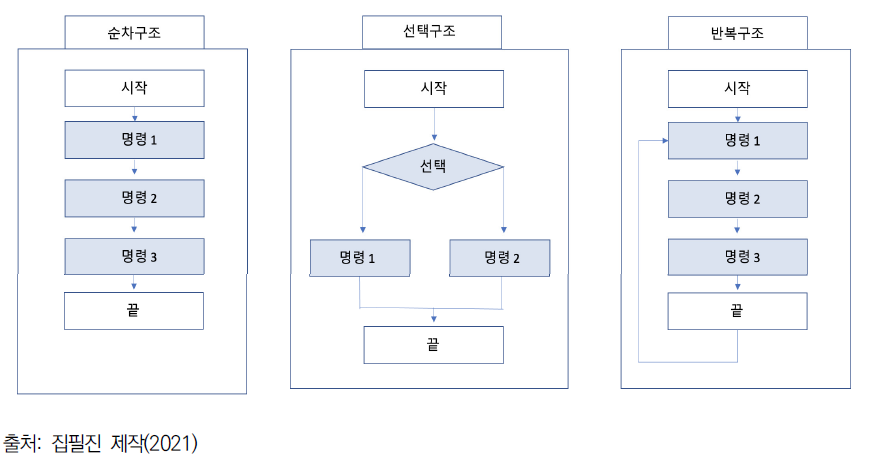 순차구조
시작
명령 1
명령 2
명령 3
끝
선택구조
시작
선택
명령 1
명령 2
끝
반복구조
시작
명령 1
명령 2
명령 3
끝
출처: 집필진 제작(2021)